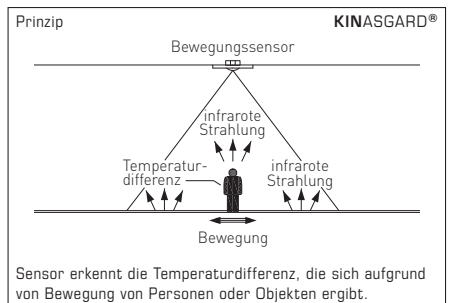 Prinzip KINASGARD®
Bewegungssensor
infrarote
Strahlung
Temperatur-
differenz
infrarote
Strahlung
Bewegung
Sensor erkennt die Temperaturdifferenz, die sich aufgrund
von Bewegung von Personen oder Objekten ergibt.